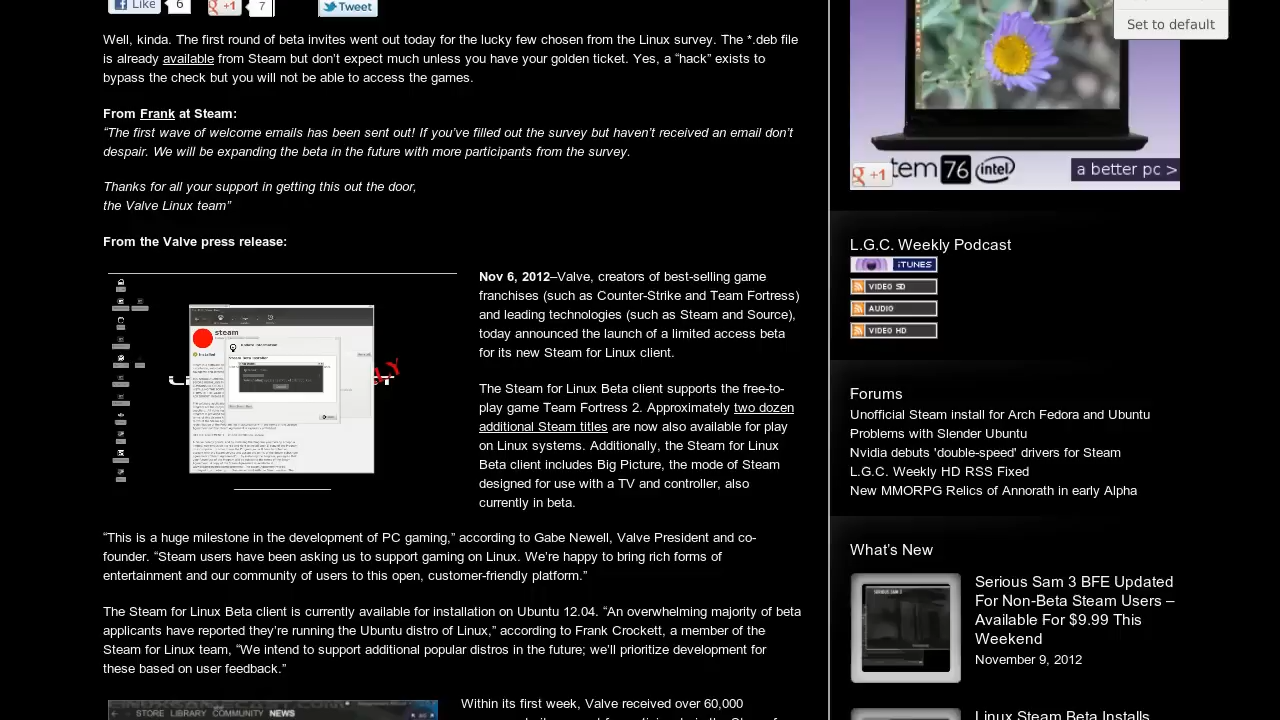 Like
6
+1
7
Tweet
Set to default
Well, kinda. The first round of beta invites went out today for the lucky few chosen from the Linux survey. The *.deb file
is already available from Steam but don’t expect much unless you have your golden ticket. Yes, a “hack” exists to
bypass the check but you will not be able to access the games.
From Frank at Steam:
“The first wave of welcome emails has been sent out! If you’ve filled out the survey but haven’t received an email don’t
despair. We will be expanding the beta in the future with more participants from the survey.
Thanks for all your support in getting this out the door,
the Valve Linux team”
From the Valve press release:
steam
Nov 6, 2012–Valve, creators of best-selling game
franchises (such as Counter-Strike and Team Fortress)
and leading technologies (such as Steam and Source),
today announced the launch of a limited access beta
for its new Steam for Linux client.
The Steam for Linux Beta client supports the free-to-
play game Team Fortress 2. Approximately two dozen
additional Steam titles are now also available for play
on Linux systems. Additionally, the Steam for Linux
Beta client includes Big Picture, the mode of Steam
designed for use with a TV and controller, also
currently in beta.
“This is a huge milestone in the development of PC gaming,” according to Gabe Newell, Valve President and co-
founder. “Steam users have been asking us to support gaming on Linux. We’re happy to bring rich forms of
entertainment and our community of users to this open, customer-friendly platform.”
The Steam for Linux Beta client is currently available for installation on Ubuntu 12.04. “An overwhelming majority of beta
applicants have reported they’re running the Ubuntu distro of Linux,” according to Frank Crockett, a member of the
Steam for Linux team, “We intend to support additional popular distros in the future; we’ll prioritize development for
these based on user feedback.”
STORE LIBRARY COMMUNITY NEWS
Within its first week, Valve received over 60,000
g +1
tem 76 intel
a better pc >
L.G.C. Weekly Podcast
iTUNES
VIDEO SD
AUDIO
VIDEO HD
Forums
Unofficial Steam install for Arch Fedora and Ubuntu
Problems with Steam or Ubuntu
Nvidia drivers doubled speed' drivers for Steam
L.G.C. Weekly HD RSS Fixed
New MMORPG Relics of Annorath in early Alpha
What's New
SERIOUS SAM 3
Serious Sam 3 BFE Updated
For Non-Beta Steam Users –
Available For $9.99 This
Weekend
November 9, 2012
Linux Steam Beta Installs